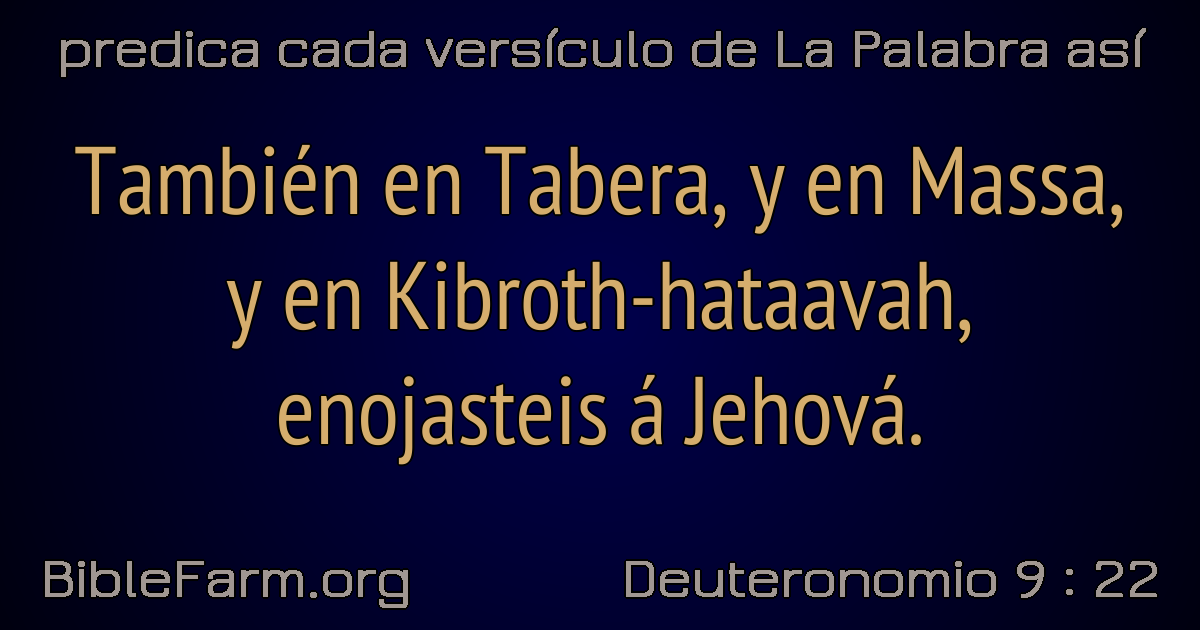 predica cada versículo de La Palabra así
También en Tabera, y en Massa,
y en Kibroth-hataavah,
enojasteis á Jehová.
BibleFarm.org
Deuteronomio 9 : 22